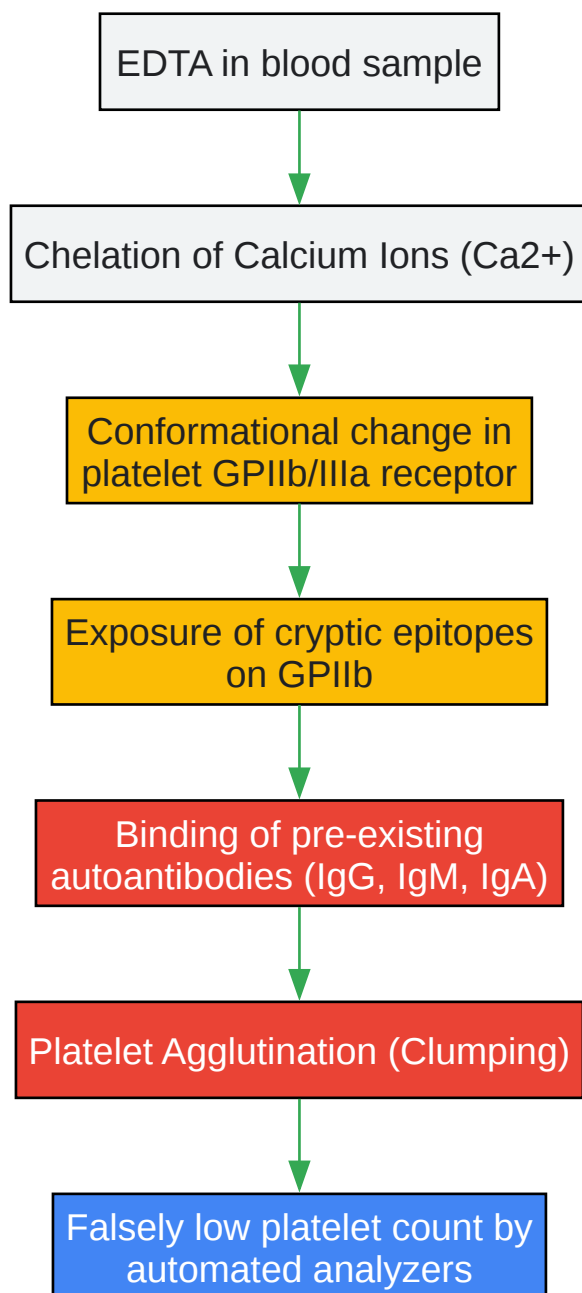 EDTA in blood sample
Chelation of Calcium Ions (Ca2+)
Conformational change in
platelet GPIIb/IIIa receptor
Exposure of cryptic epitopes
on GPIIb
Binding of pre-existing
autoantibodies (IgG, IgM, IgA)
Platelet Agglutination (Clumping)
Falsely low platelet count by
automated analyzers